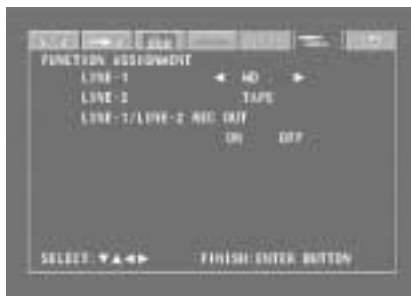 FUNCTION ASSIGNMENT
LINE-1 ◄ MD ►
LINE-2 TAPE
LINE-1/LINE-2 REC OUT
ON OFF
SELECT:▼▲◄► FINISH:ENTER BUTTON